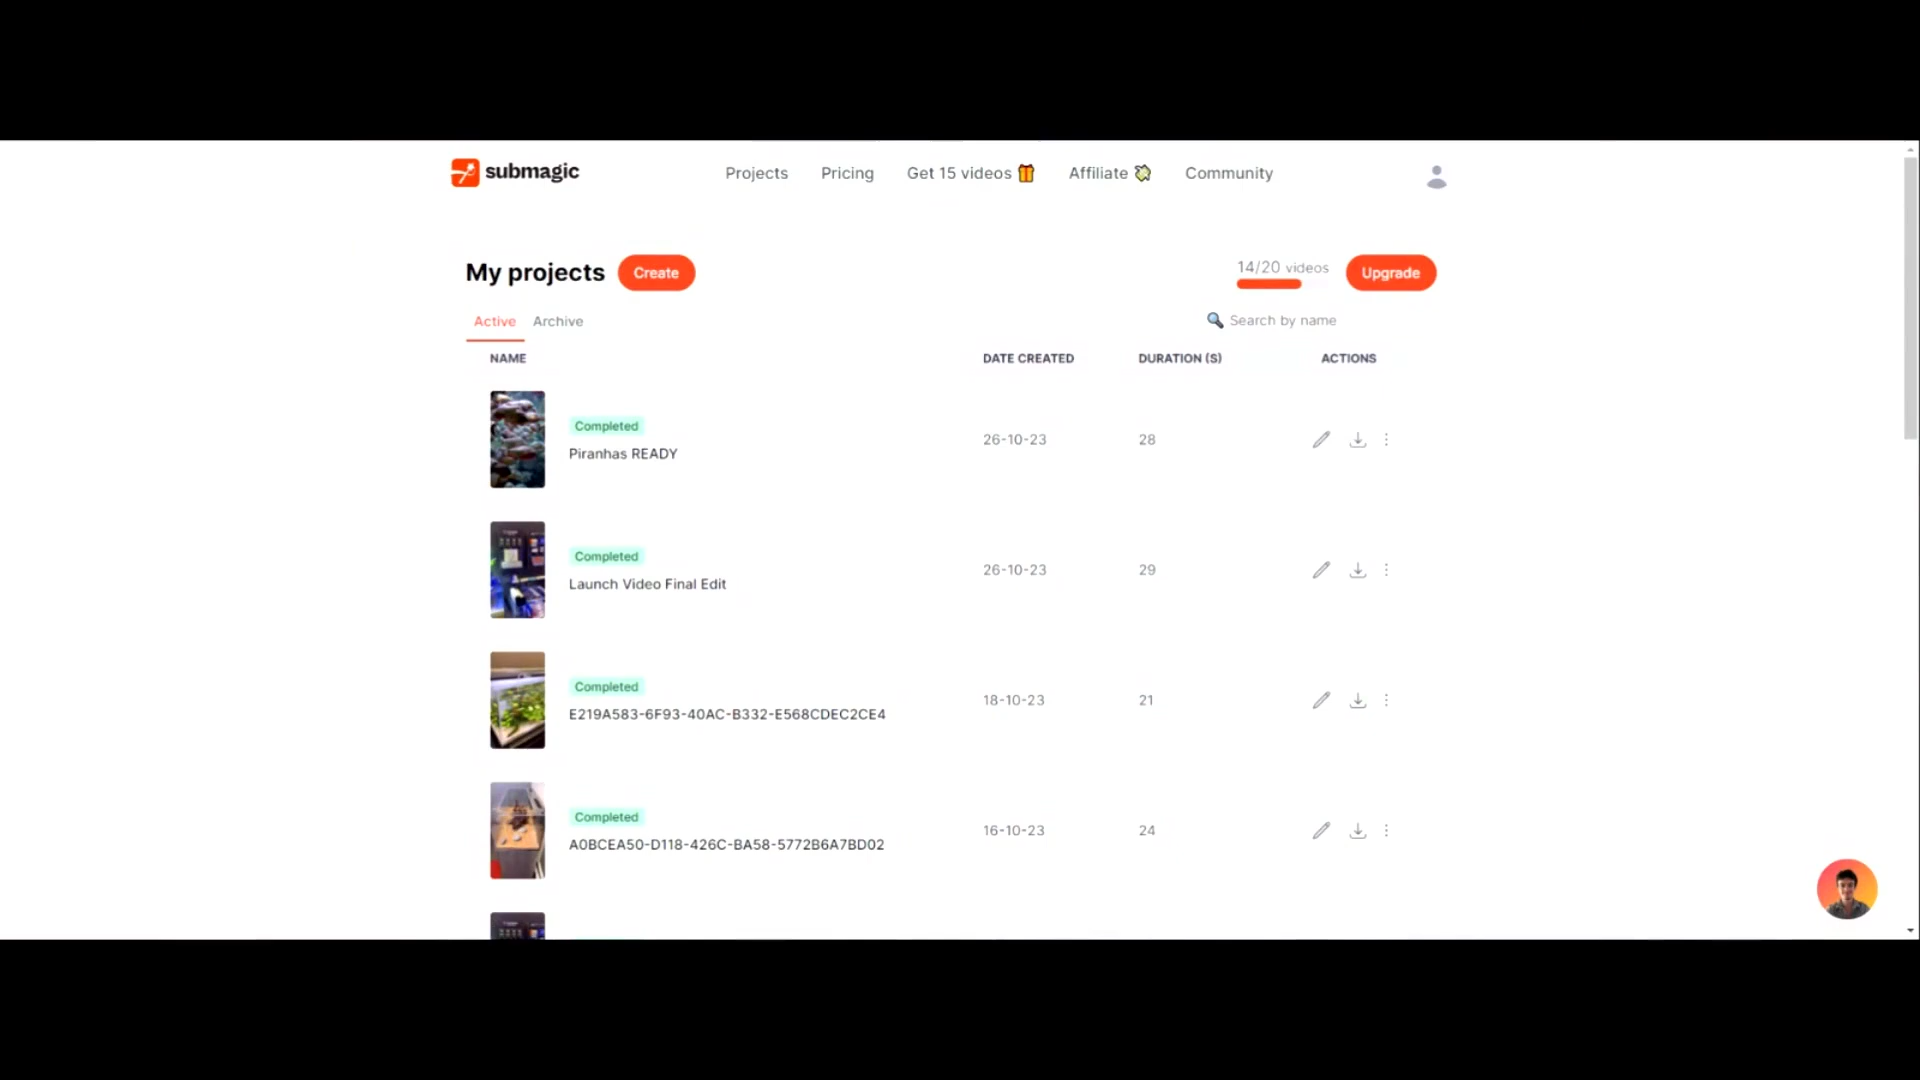 submagic
Projects
Pricing
Get 15 videos
Affiliate
Community
My projects
Create
14/20 videos
Upgrade
Active
Archive
Search by name
NAME
DATE CREATED
DURATION (S)
ACTIONS
Completed
Piranhas READY
26-10-23
28
Completed
Launch Video Final Edit
26-10-23
29
Completed
E219A583-6F93-40AC-B332-E568CDEC2CE4
18-10-23
21
Completed
A0BCEA50-D118-426C-BA58-5772B6A7BD02
16-10-23
24